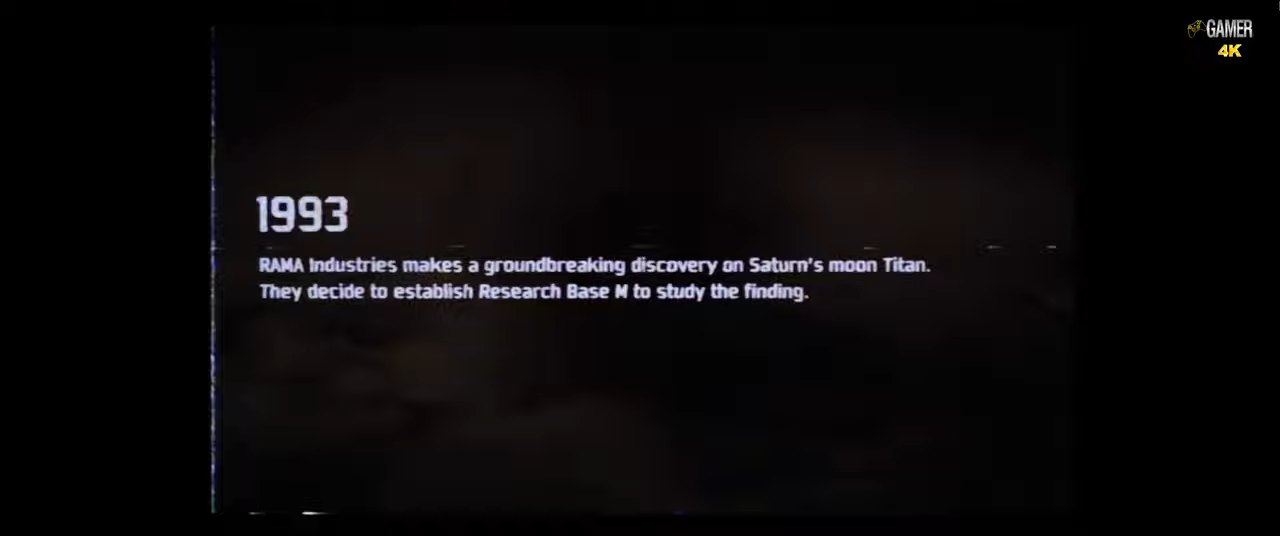 GAMER
4K
1993
RAMA Industries makes a groundbreaking discovery on Saturn's moon Titan.
They decide to establish Research Base M to study the finding.